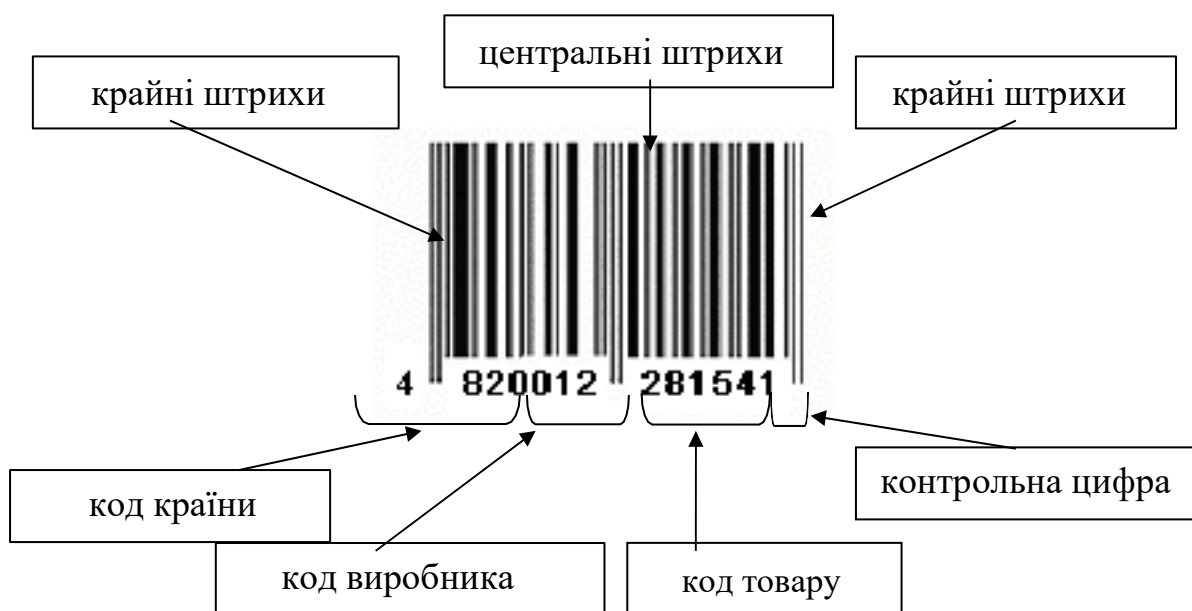 центральні штрихи
крайні штрихи
крайні штрихи
4 820012 281541
код країни
контрольна цифра
код виробника
код товару